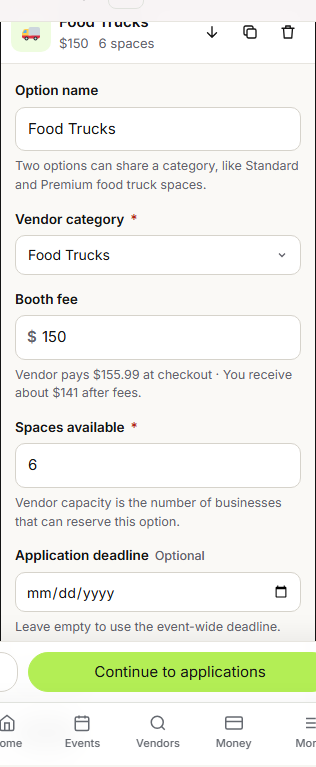 Food Trucks
$150 6 spaces
Option name
Food Trucks
Two options can share a category, like Standard
and Premium food truck spaces.
Vendor category *
Food Trucks
Booth fee
$ 150
Vendor pays $155.99 at checkout · You receive
about $141 after fees.
Spaces available *
6
Vendor capacity is the number of businesses
that can reserve this option.
Application deadline Optional
mm/dd/yyyy
Leave empty to use the event-wide deadline.
Continue to applications
ome Events Vendors Money Mor